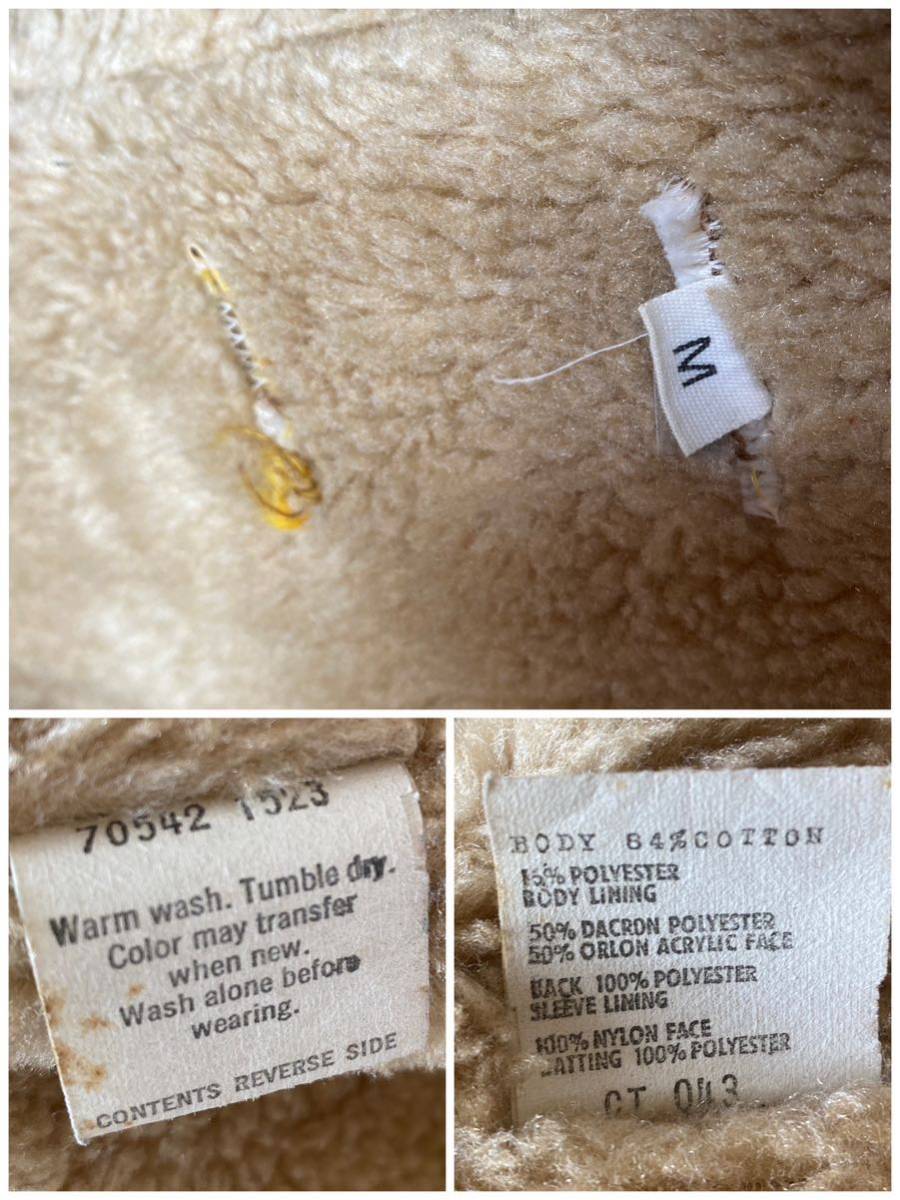 M
70542 1523
Warm wash. Tumble dry.
Color may transfer
when new.
Wash alone before
wearing.
CONTENTS REVERSE SIDE
BODY 84%COTTON
15% POLYESTER
BODY LINING
50% DACRON POLYESTER
50% ORLON ACRYLIC FACE
BACK 100% POLYESTER
SLEEVE LINING
100% NYLON FACE
BATTING 100% POLYESTER
CT 043